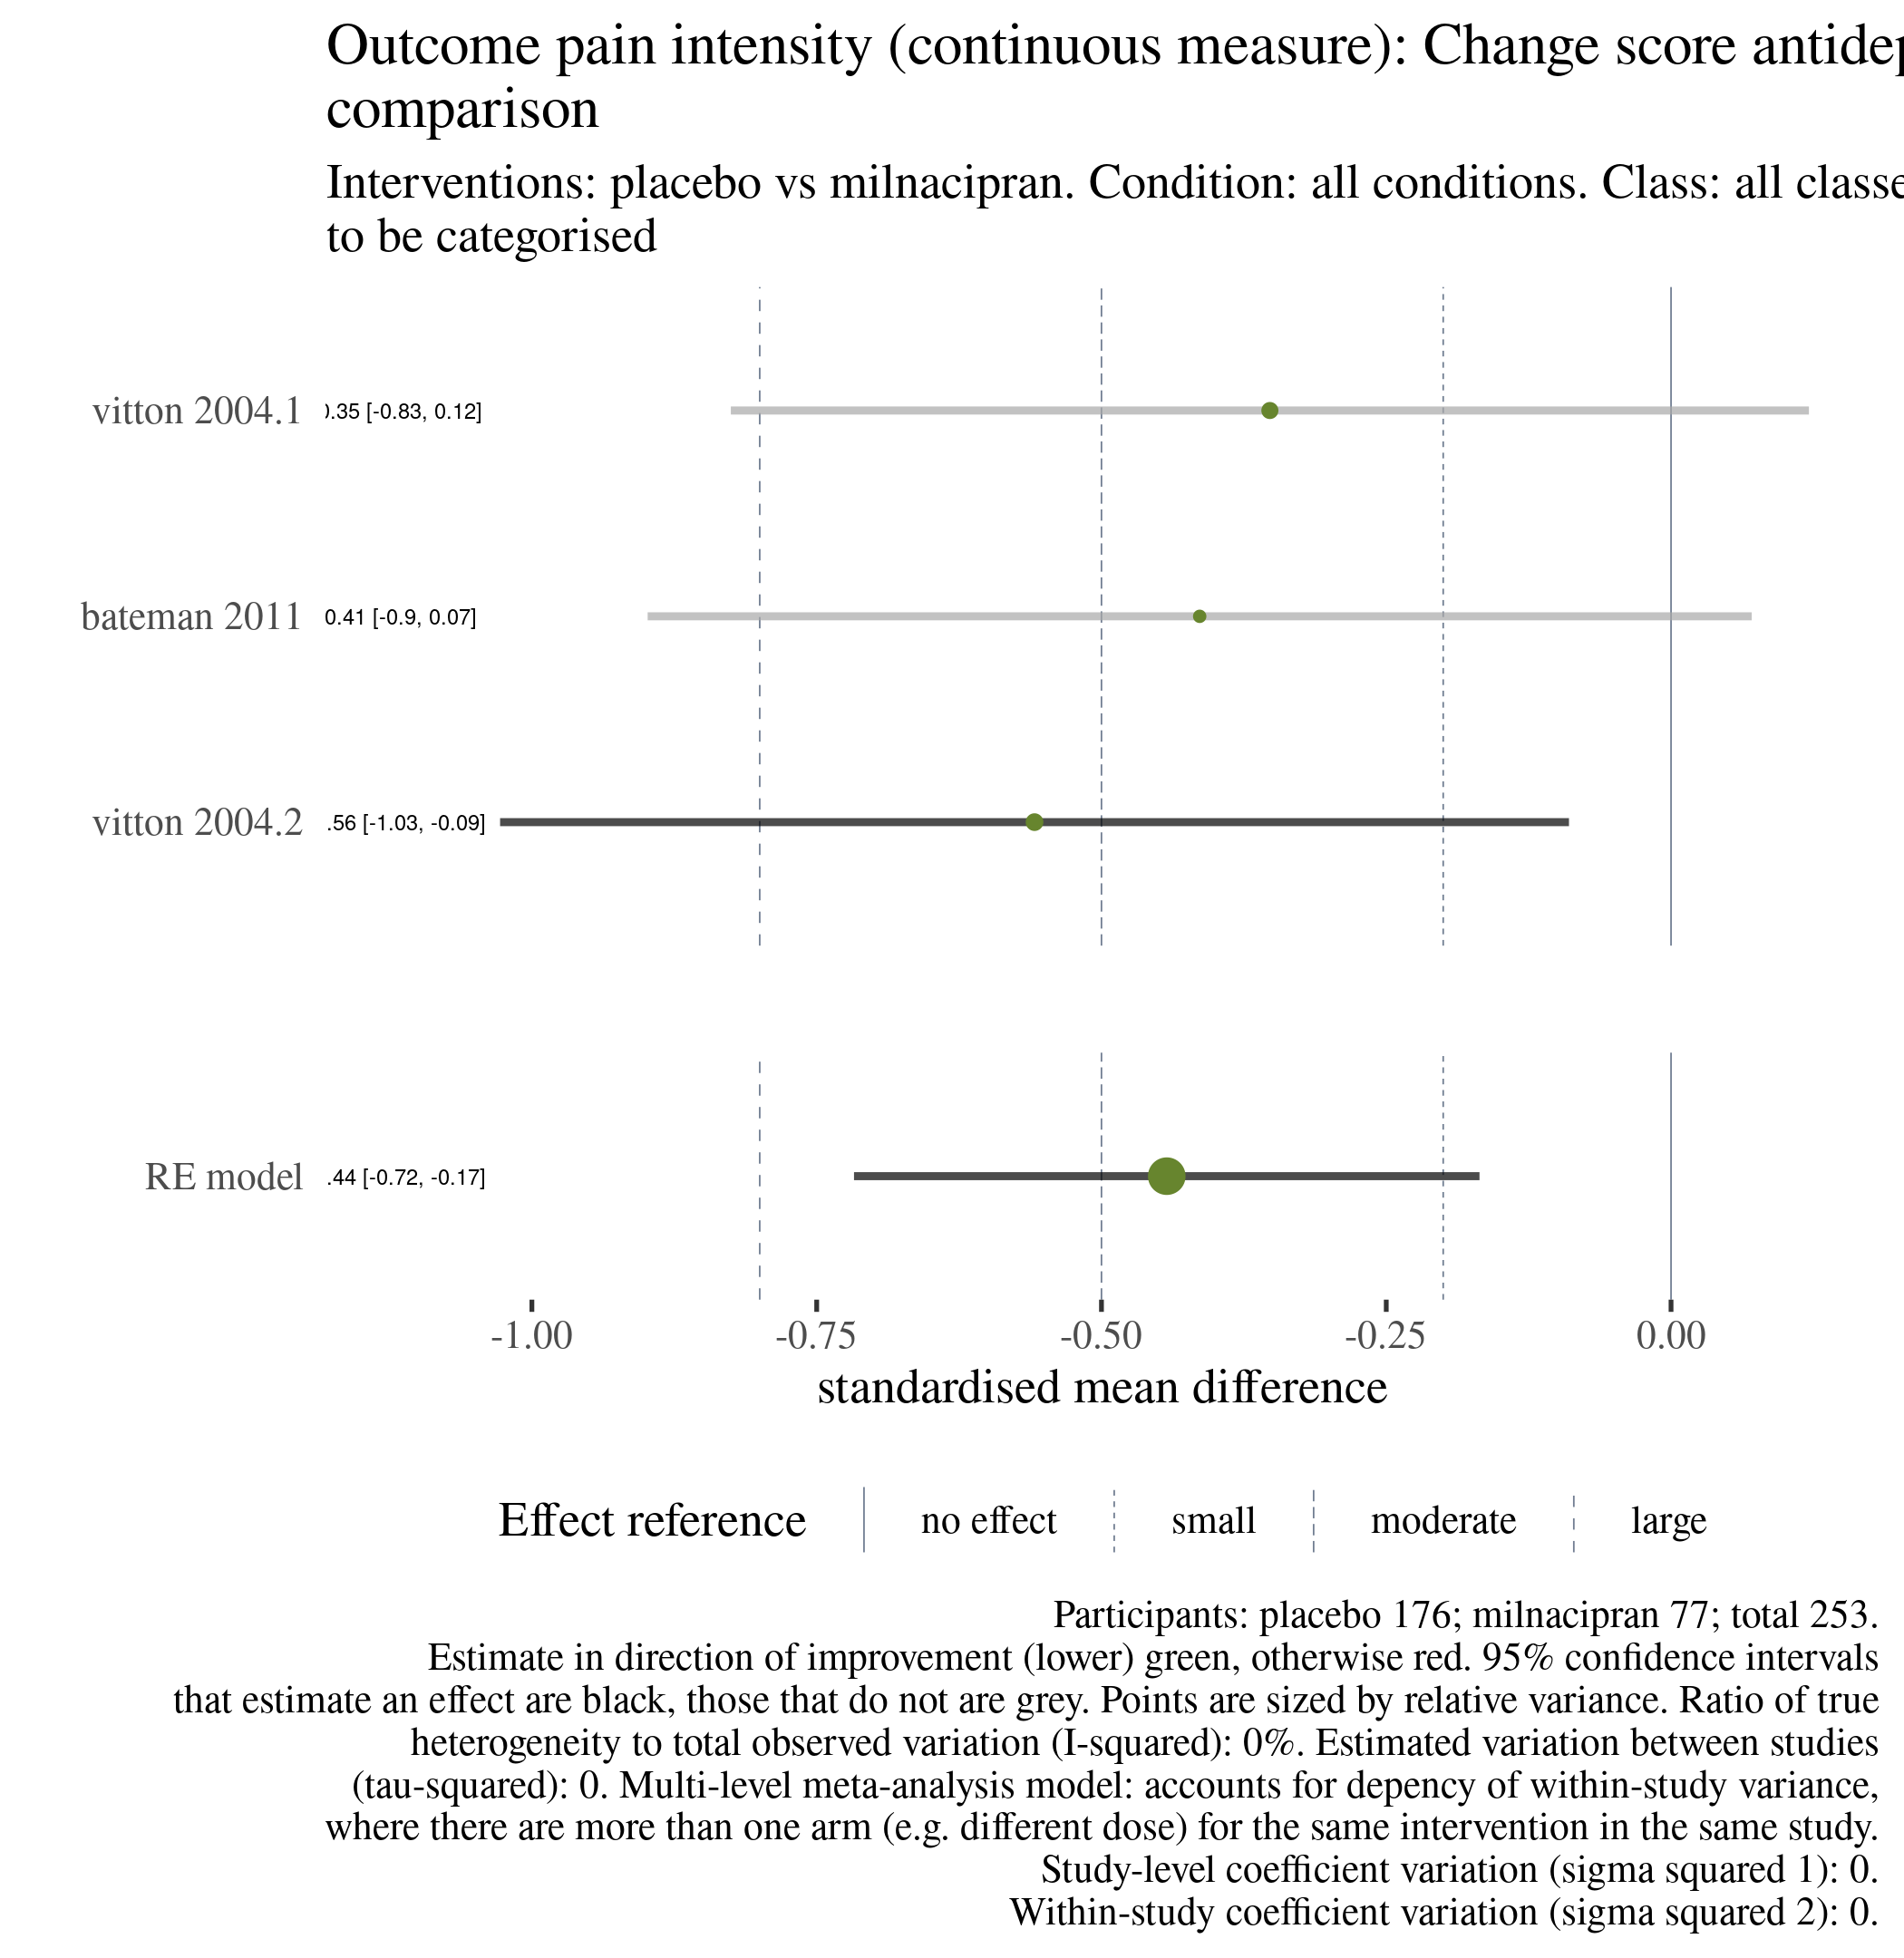 Outcome pain intensity (continuous measure): Change score
comparison
Interventions: placebo vs milnacipran. Condition: all conditions. Class: all
to be categorised
vitton 2004.1 .35 [-0.83, 0.12]
bateman 2011 0.41 [-0.9, 0.07]
vitton 2004.2 .56 [-1.03, -0.09]
RE model .44 [-0.72, -0.17]
-1.00 -0.75 -0.50 -0.25 0.00
standardised mean difference
Effect reference no effect small moderate large
Participants: placebo 176; milnacipran 77; total 253.
Estimate in direction of improvement (lower) green, otherwise red. 95% confidence intervals
that estimate an effect are black, those that do not are grey. Points are sized by relative variance. Ratio of true
heterogeneity to total observed variation (I-squared): 0%. Estimated variation between studies
(tau-squared): 0. Multi-level meta-analysis model: accounts for depency of within-study variance,
where there are more than one arm (e.g. different dose) for the same intervention in the same study.
Study-level coefficient variation (sigma squared 1): 0.
Within-study coefficient variation (sigma squared 2): 0.